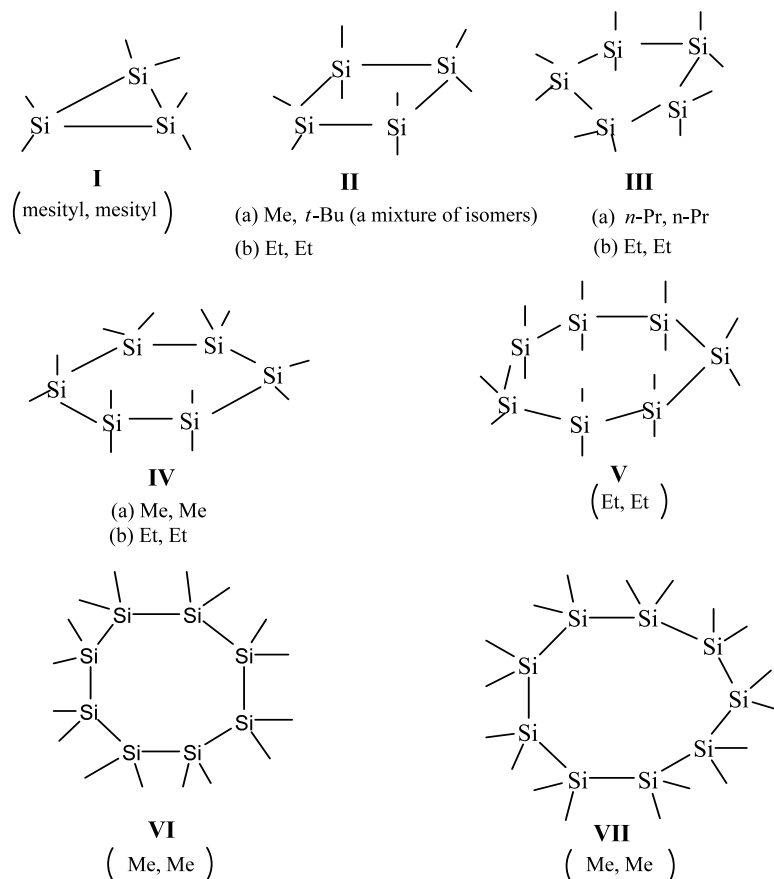 Si
Si Si
I
(mesityl, mesityl)
Si Si
Si Si
II
(a) Me, t-Bu (a mixture of isomers)
(b) Et, Et
Si Si
Si Si
Si
III
(a) n-Pr, n-Pr
(b) Et, Et
Si Si
Si Si
Si Si
IV
(a) Me, Me
(b) Et, Et
Si Si
Si Si
Si Si
Si
V
(Et, Et)
Si Si
Si Si
Si Si
Si Si
VI
(Me, Me)
Si Si
Si
Si
Si
Si Si
Si Si
VII
(Me, Me)